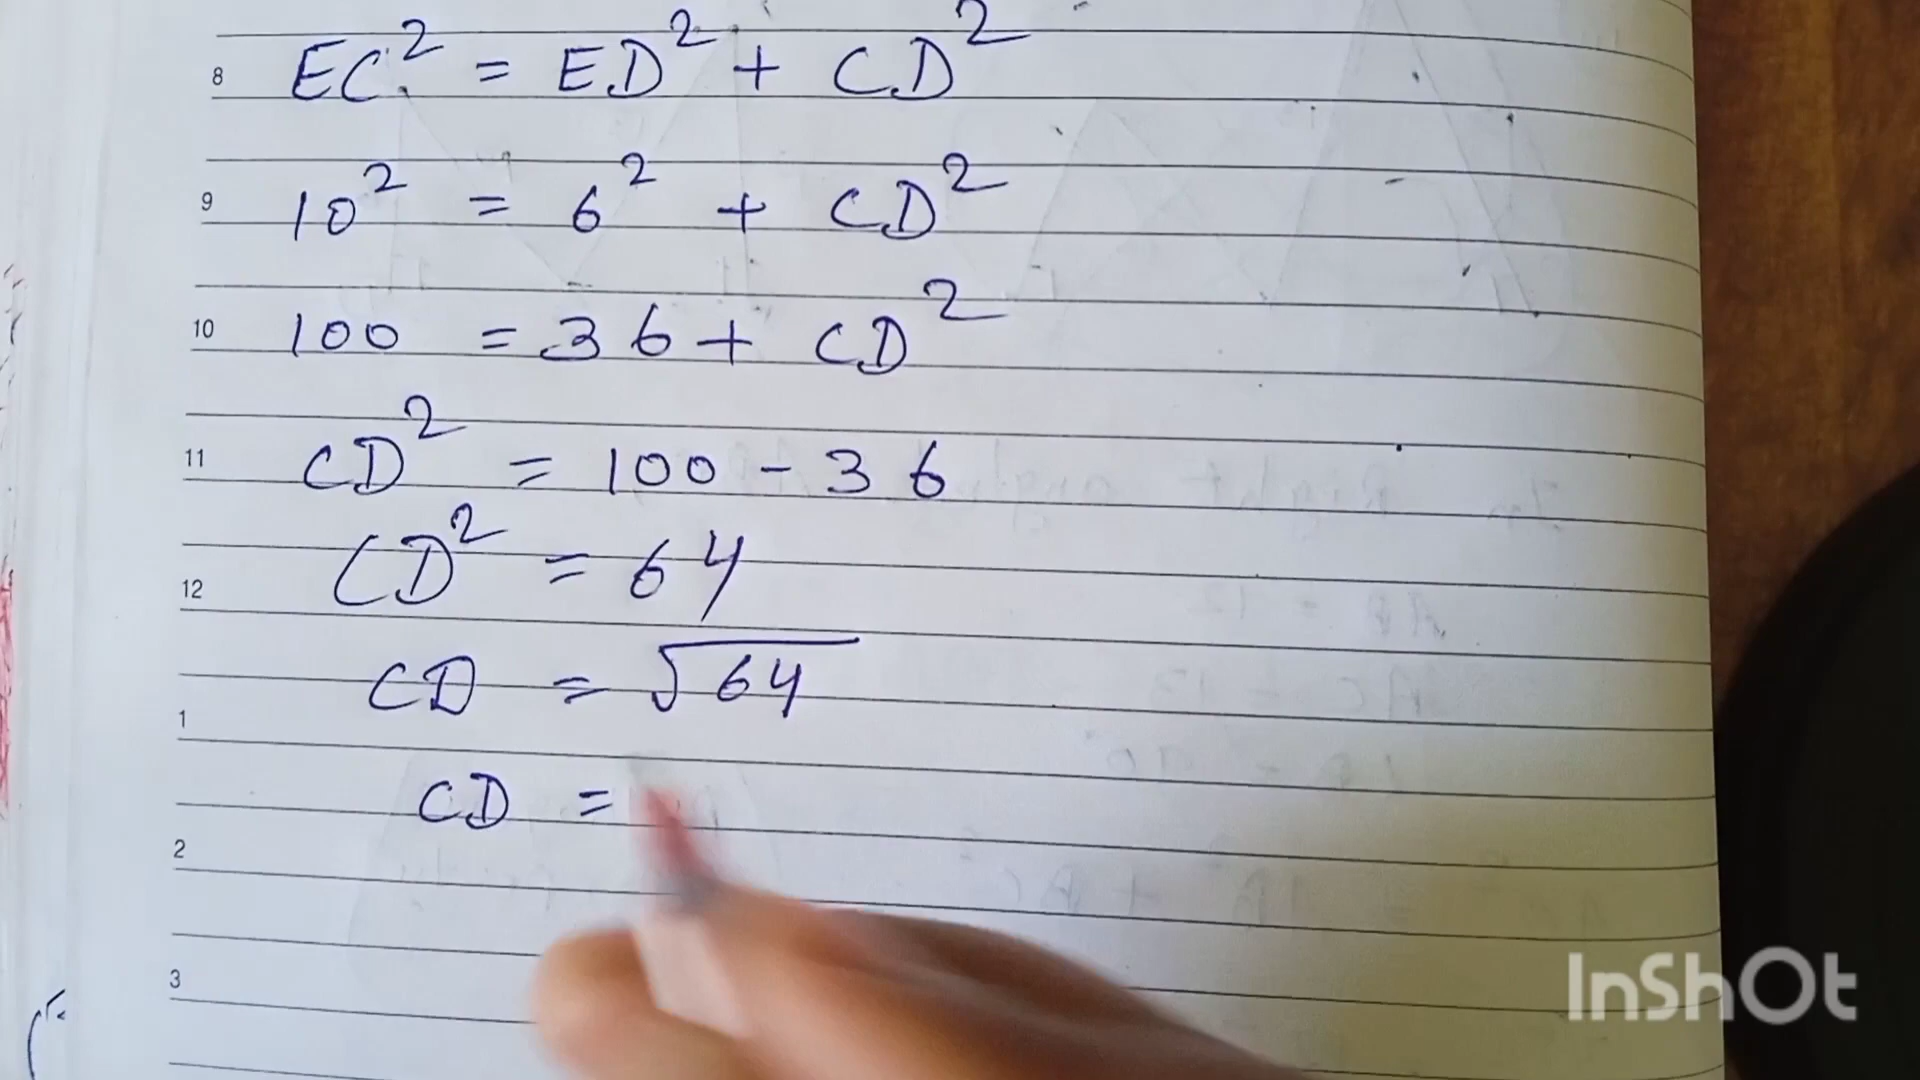 8 EC² = ED² + CD²
9 10² = 6² + CD²
10 100 = 36 + CD²
11 CD² = 100 - 36
12 CD² = 64
1 CD = √64
CD =
2
3
InShOt